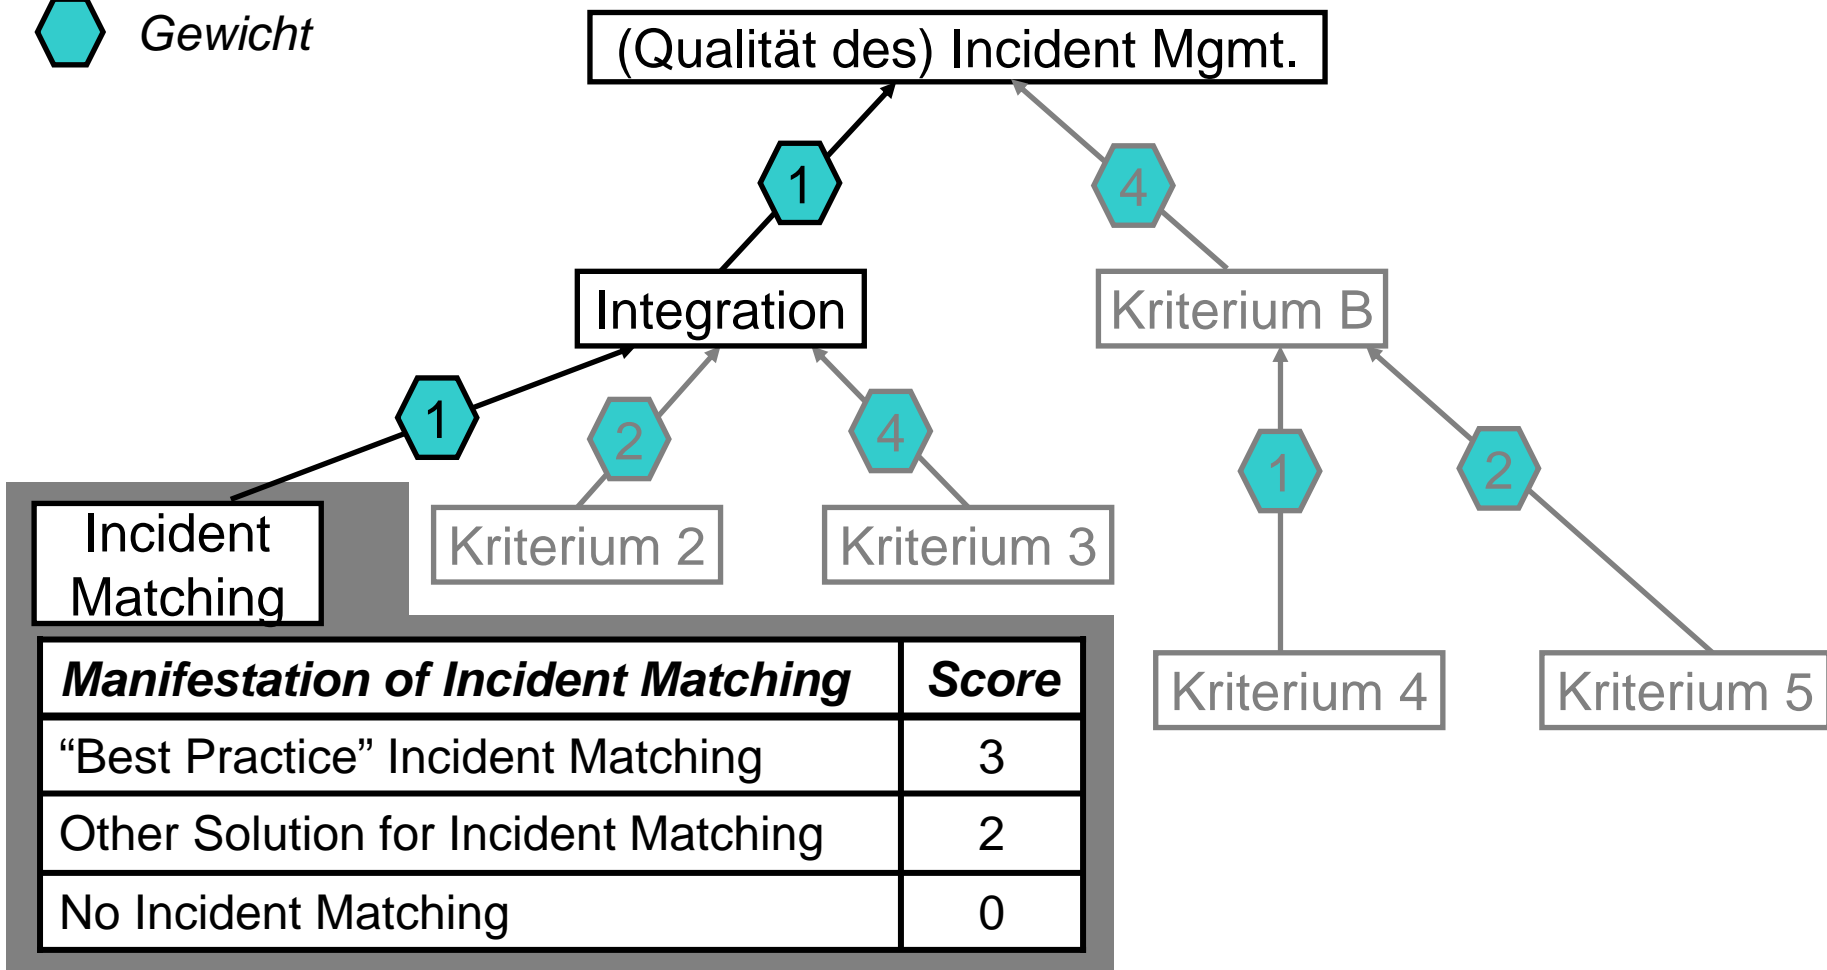 Gewicht
(Qualität des) Incident Mgmt.
1
4
Integration
Kriterium B
1
2
4
1
2
Incident
Matching
Kriterium 2
Kriterium 3
Kriterium 4
Kriterium 5
Manifestation of Incident Matching Score
“Best Practice” Incident Matching 3
Other Solution for Incident Matching 2
No Incident Matching 0